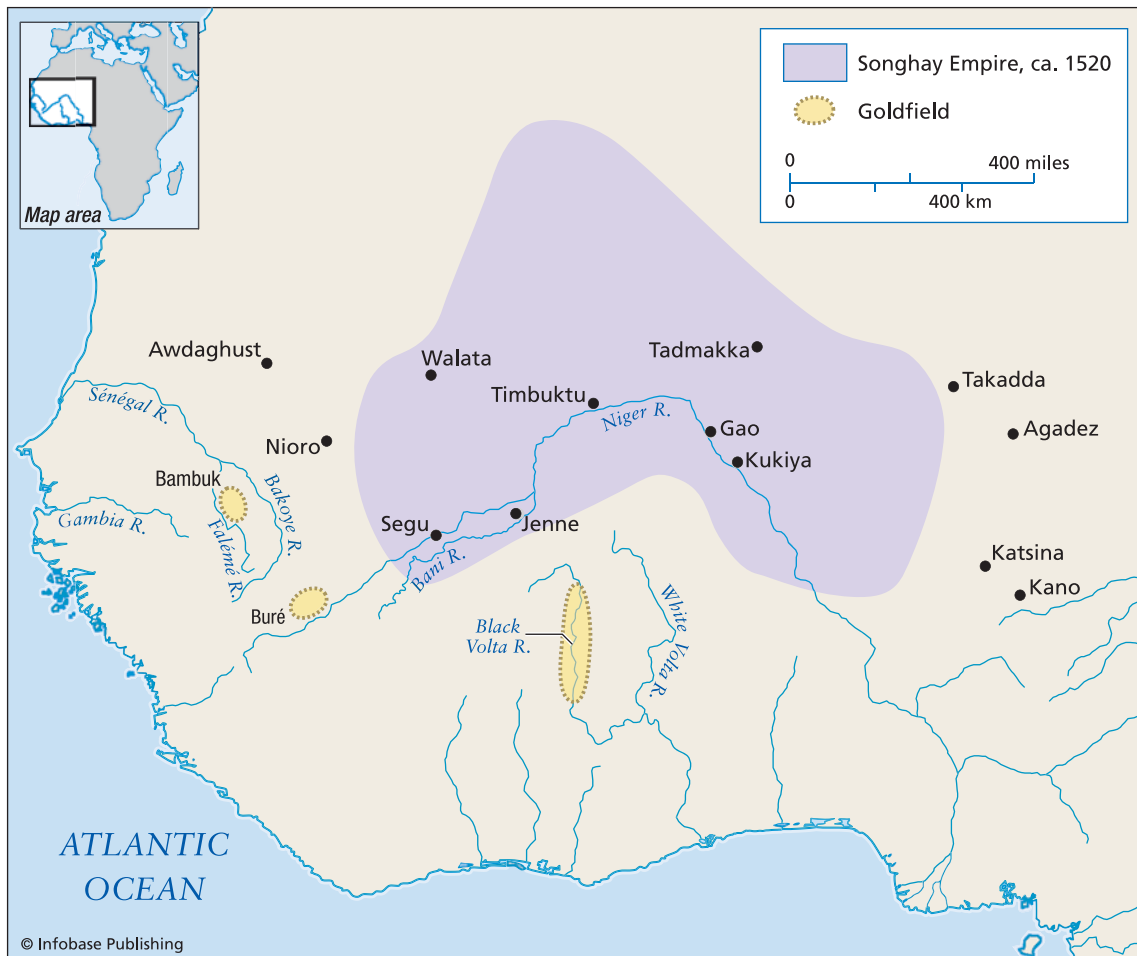 Map area
Songhay Empire, ca. 1520
Goldfield
0
400 miles
0
400 km
Awdaghust
Walata
Tadmakka
Takadda
Timbuktu
Sénégal R.
Niger R.
Gao
Agadez
Nioro
Kukiya
Bambuk
Bakoye R.
Gambia R.
Falémé R.
Segu
Jenne
Bani R.
Katsina
Kano
Buré
Black
Volta R.
White Volta R.
ATLANTIC
OCEAN
© Infobase Publishing